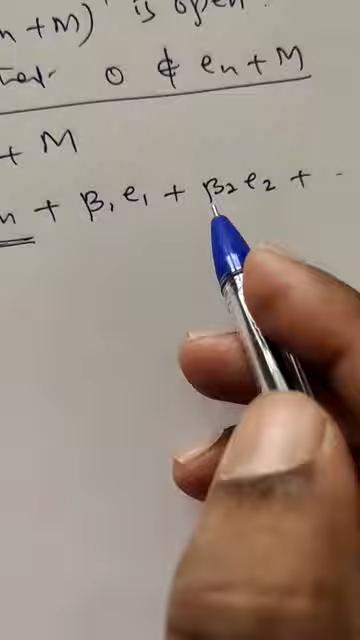 n + M)' is open.
0 ∉ en + M
+ M
n + β₁e₁ + β₂e₂ + -